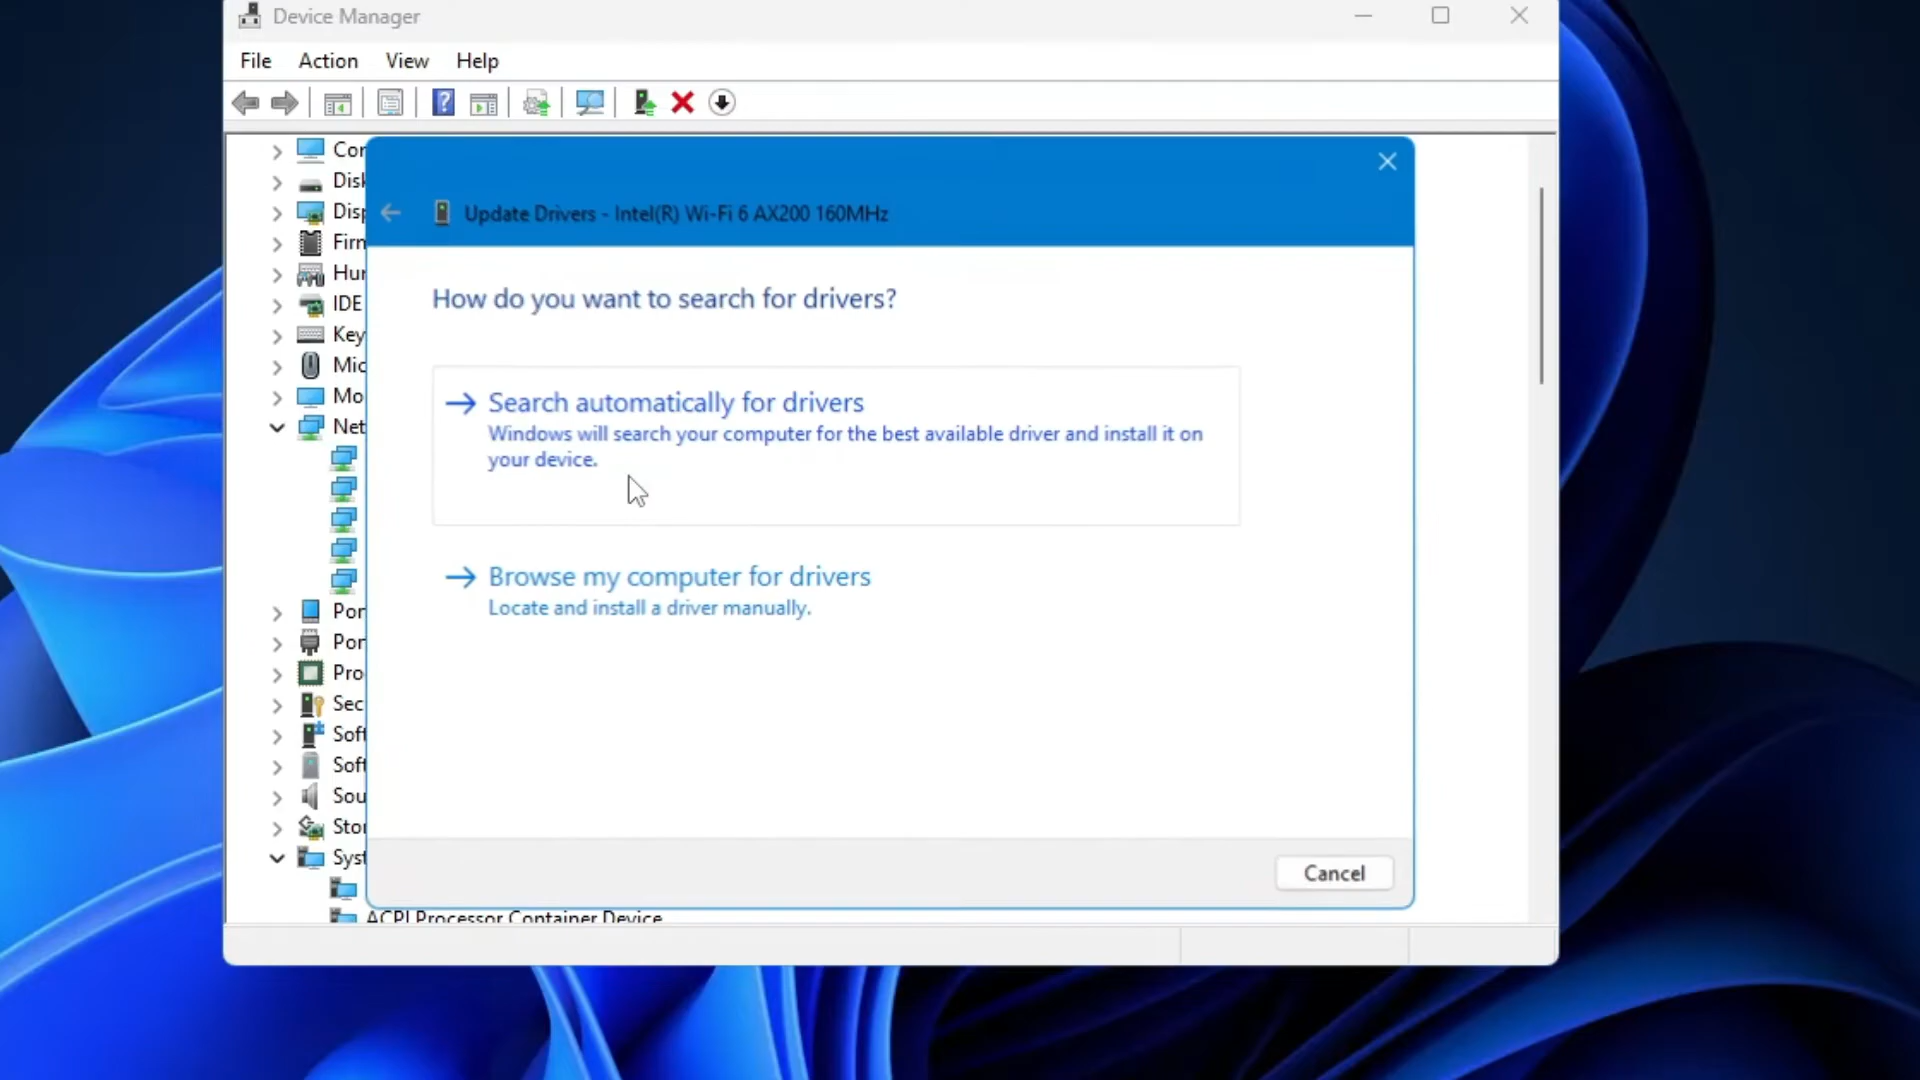 Device Manager
File Action View Help
Cor
Disk
Disp
Firm
Hur
IDE
Key
Mic
Mo
Net
Por
Por
Pro
Sec
Soft
Soft
Sou
Stor
Syst
ACPI Processor Container Device
Update Drivers - Intel(R) Wi-Fi 6 AX200 160MHz
How do you want to search for drivers?
Search automatically for drivers
Windows will search your computer for the best available driver and install it on
your device.
Browse my computer for drivers
Locate and install a driver manually.
Cancel